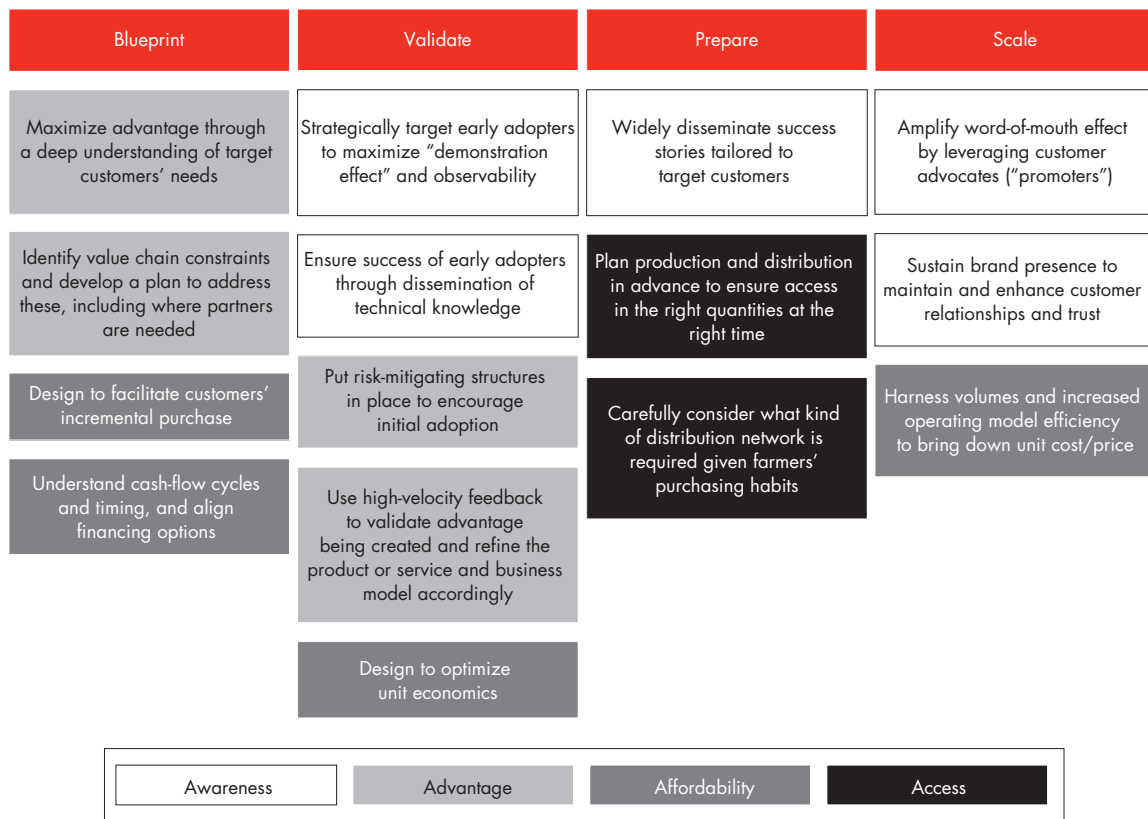 Blueprint
Validate
Prepare
Scale
Maximize advantage through
a deep understanding of target
customers’ needs
Identify value chain constraints
and develop a plan to address
these, including where partners
are needed
Design to facilitate customers’
incremental purchase
Understand cash-flow cycles
and timing, and align
financing options
Strategically target early adopters
to maximize “demonstration
effect” and observability
Ensure success of early adopters
through dissemination of
technical knowledge
Put risk-mitigating structures
in place to encourage
initial adoption
Use high-velocity feedback
to validate advantage
being created and refine the
product or service and business
model accordingly
Design to optimize
unit economics
Widely disseminate success
stories tailored to
target customers
Plan production and distribution
in advance to ensure access
in the right quantities at the
right time
Carefully consider what kind
of distribution network is
required given farmers’
purchasing habits
Amplify word-of-mouth effect
by leveraging customer
advocates (“promoters”)
Sustain brand presence to
maintain and enhance customer
relationships and trust
Harness volumes and increased
operating model efficiency
to bring down unit cost/price
Awareness
Advantage
Affordability
Access